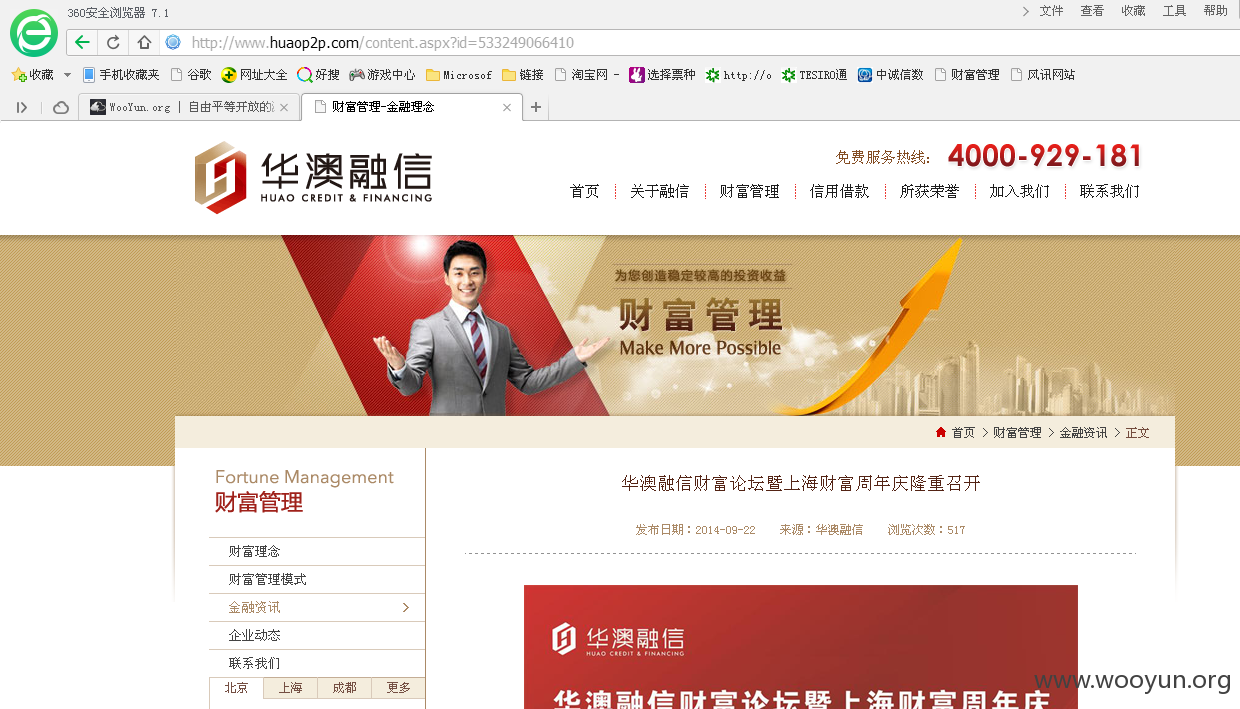 360安全浏览器 7.1
文件 查看 收藏 工具 帮助
http://www.huaop2p.com/content.aspx?id=533249066410
收藏 手机收藏夹 谷歌 网址大全 好搜 游戏中心 Microsof 链接 淘宝网 - 选择票种 http://o TESIRO通 中诚信数 财富管理 风讯网站
WooYun.org | 自由平等开放的 财富管理-金融理念
华澳融信
HUAO CREDIT & FINANCING
免费服务热线: 4000-929-181
首页 关于融信 财富管理 信用借款 所获荣誉 加入我们 联系我们
为您创造稳定较高的投资收益
财富管理
Make More Possible
首页 > 财富管理 > 金融资讯 > 正文
Fortune Management
财富管理
财富理念
财富管理模式
金融资讯
企业动态
联系我们
北京 上海 成都 更多
华澳融信财富论坛暨上海财富周年庆隆重召开
发布日期：2014-09-22 来源：华澳融信 浏览次数：517
华澳融信
HUAO CREDIT & FINANCING
华澳融信财富论坛暨上海财富周年庆
www.wooyun.org